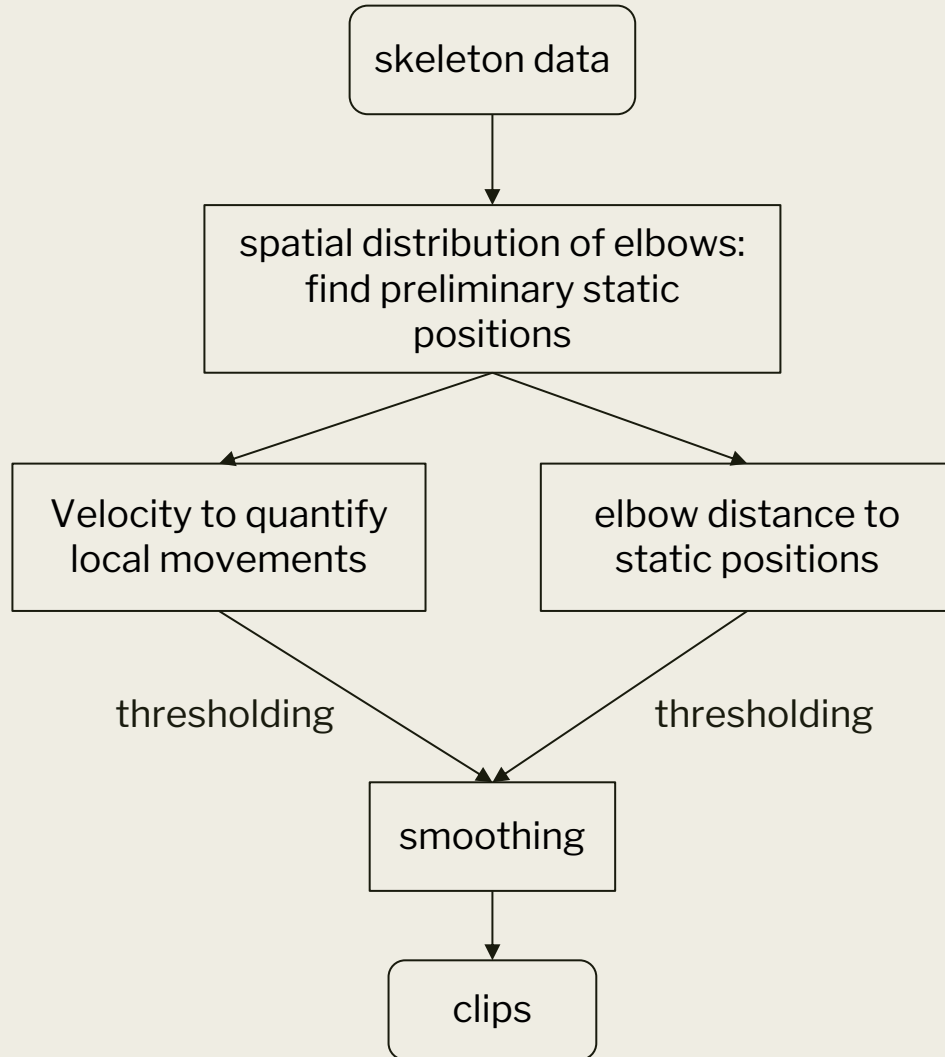 skeleton data
spatial distribution of elbows:
find preliminary static
positions
Velocity to quantify
local movements
elbow distance to
static positions
thresholding
thresholding
smoothing
clips